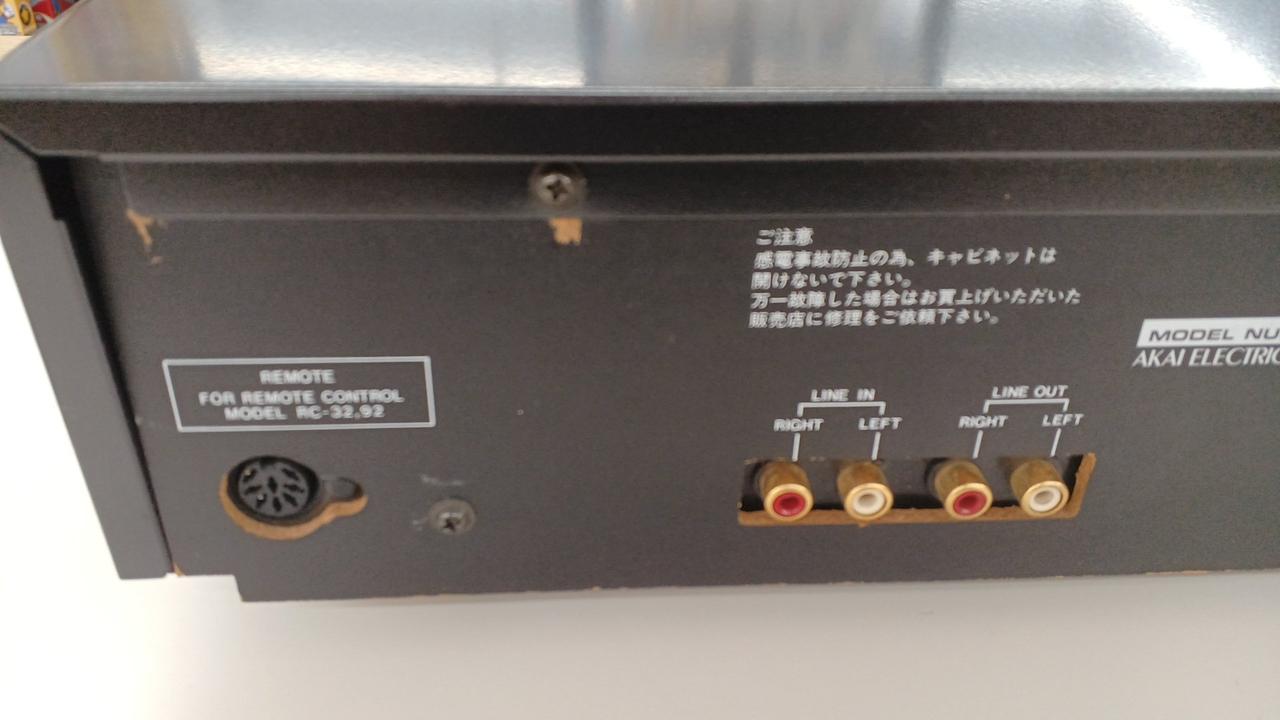 ご注意
感電事故防止の為、キャビネットは
開けないで下さい。
万一故障した場合はお買上げいただいた
販売店に修理をご依頼下さい。
MODEL NU
AKAI ELECTRIC
REMOTE
FOR REMOTE CONTROL
MODEL RC-32,92
LINE IN
LINE OUT
RIGHT
LEFT
RIGHT
LEFT